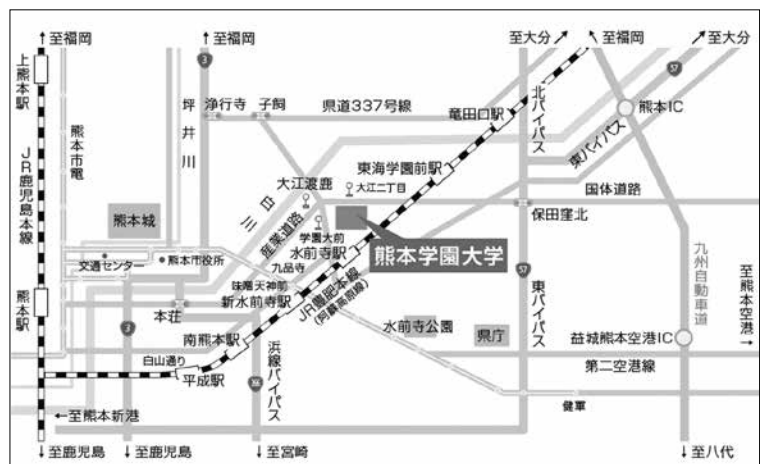 ↑至福岡
↑至福岡
至大分↗
↖至福岡
↗至大分
上熊本駅
3
57
坪井川
浄行寺
子飼
県道337号線
竜田口駅
北バイパス
熊本IC
熊本市電
東バイパス
JR鹿児島本線
東海学園前駅
大江渡鹿
大江二丁目
国体道路
白川
熊本城
産業道路
保田窪北
学園大前
水前寺駅
熊本学園大学
交通センター
熊本市役所
九品寺
九州自動車道
味噌天神前
新水前寺駅
JR豊肥本線
(阿蘇高原線)
57
至熊本空港→
熊本駅
本荘
3
南熊本駅
水前寺公園
県庁
東バイパス
益城熊本空港IC
白山通り
浜線バイパス
第二空港線
平成駅
健軍
←至熊本新港
↓至鹿児島
↓至鹿児島
↓至宮崎
↓至八代